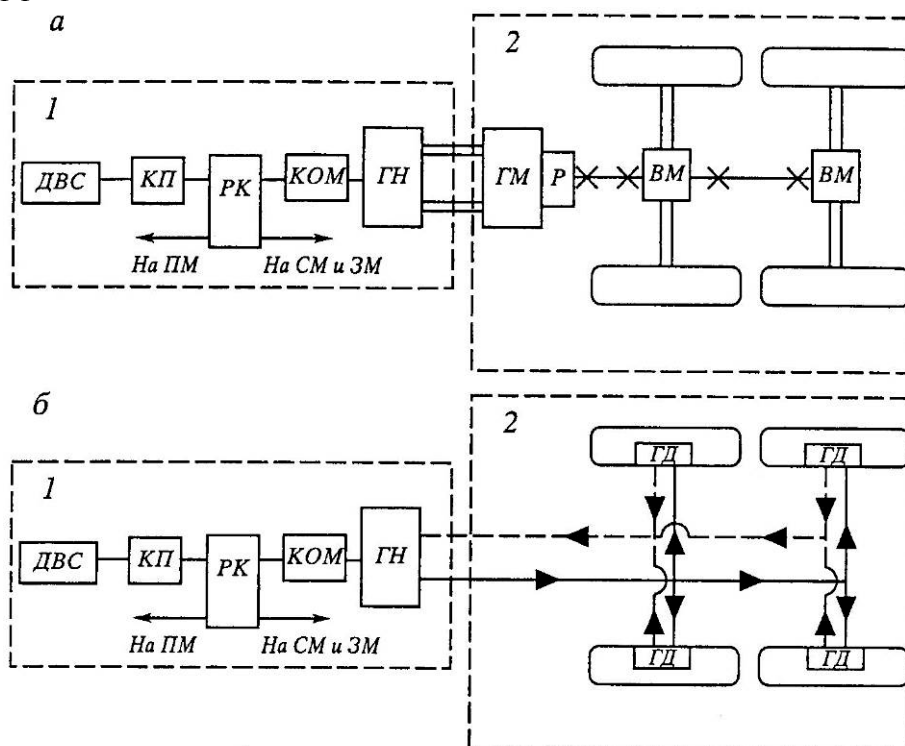 а
2
1
ДВС КП РК КОМ ГН ГМ Р ВМ ВМ
На ПМ На СМ и ЗМ
б
2
1
ГД ГД
ДВС КП РК КОМ ГН
На ПМ На СМ и ЗМ
ГД ГД